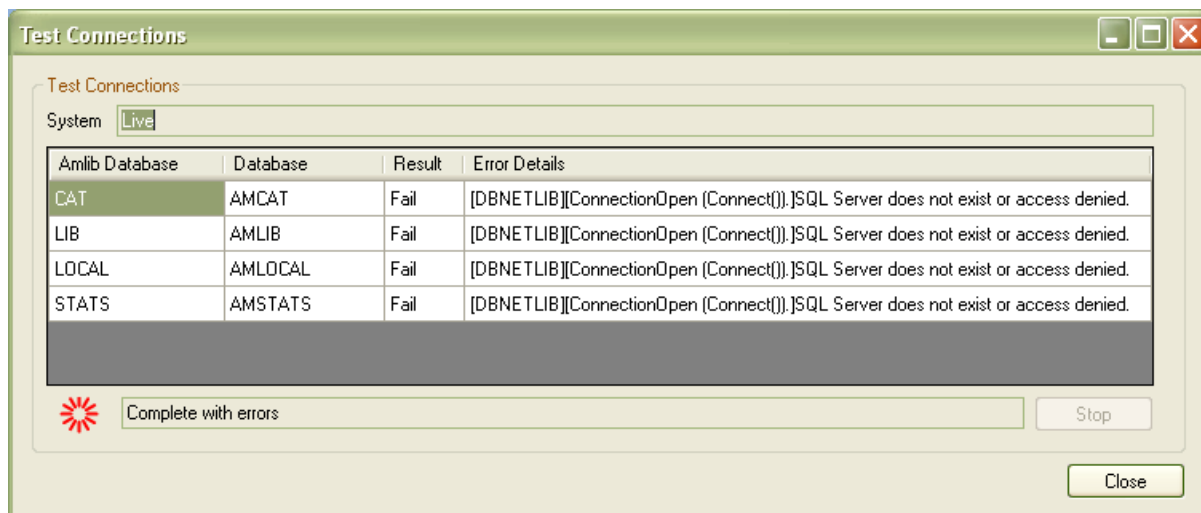 Test Connections
Test Connections
System Live
Amlib Database Database Result Error Details
CAT AMCAT Fail [DBNETLIB][ConnectionOpen (Connect()).]SQL Server does not exist or access denied.
LIB AMLIB Fail [DBNETLIB][ConnectionOpen (Connect()).]SQL Server does not exist or access denied.
LOCAL AMLOCAL Fail [DBNETLIB][ConnectionOpen (Connect()).]SQL Server does not exist or access denied.
STATS AMSTATS Fail [DBNETLIB][ConnectionOpen (Connect()).]SQL Server does not exist or access denied.
Complete with errors Stop
Close